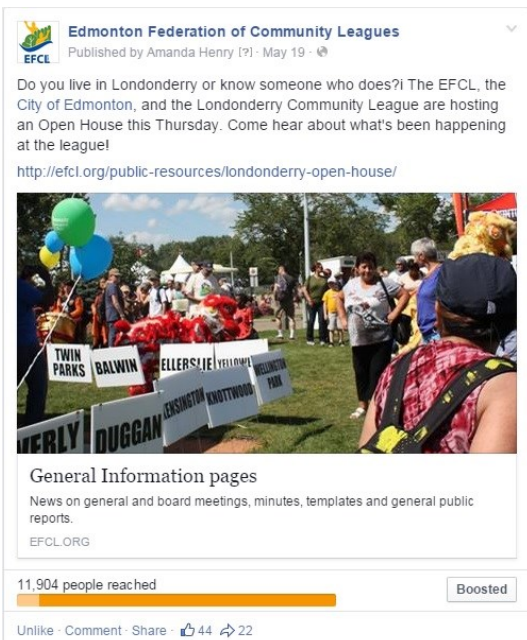 EFCL
Edmonton Federation of Community Leagues
Published by Amanda Henry [?] · May 19 ·
Do you live in Londonderry or know someone who does?i The EFCL, the
City of Edmonton, and the Londonderry Community League are hosting
an Open House this Thursday. Come hear about what's been happening
at the league!
http://efcl.org/public-resources/londonderry-open-house/
TWIN
PARKS
BALWIN
ELLERSLIE
WELLINGTON
PARK
KENSINGTON
KNOTTWOOD
DUGGAN
General Information pages
News on general and board meetings, minutes, templates and general public
reports.
EFCL.ORG
11,904 people reached
Boosted
Unlike · Comment · Share · 44 22